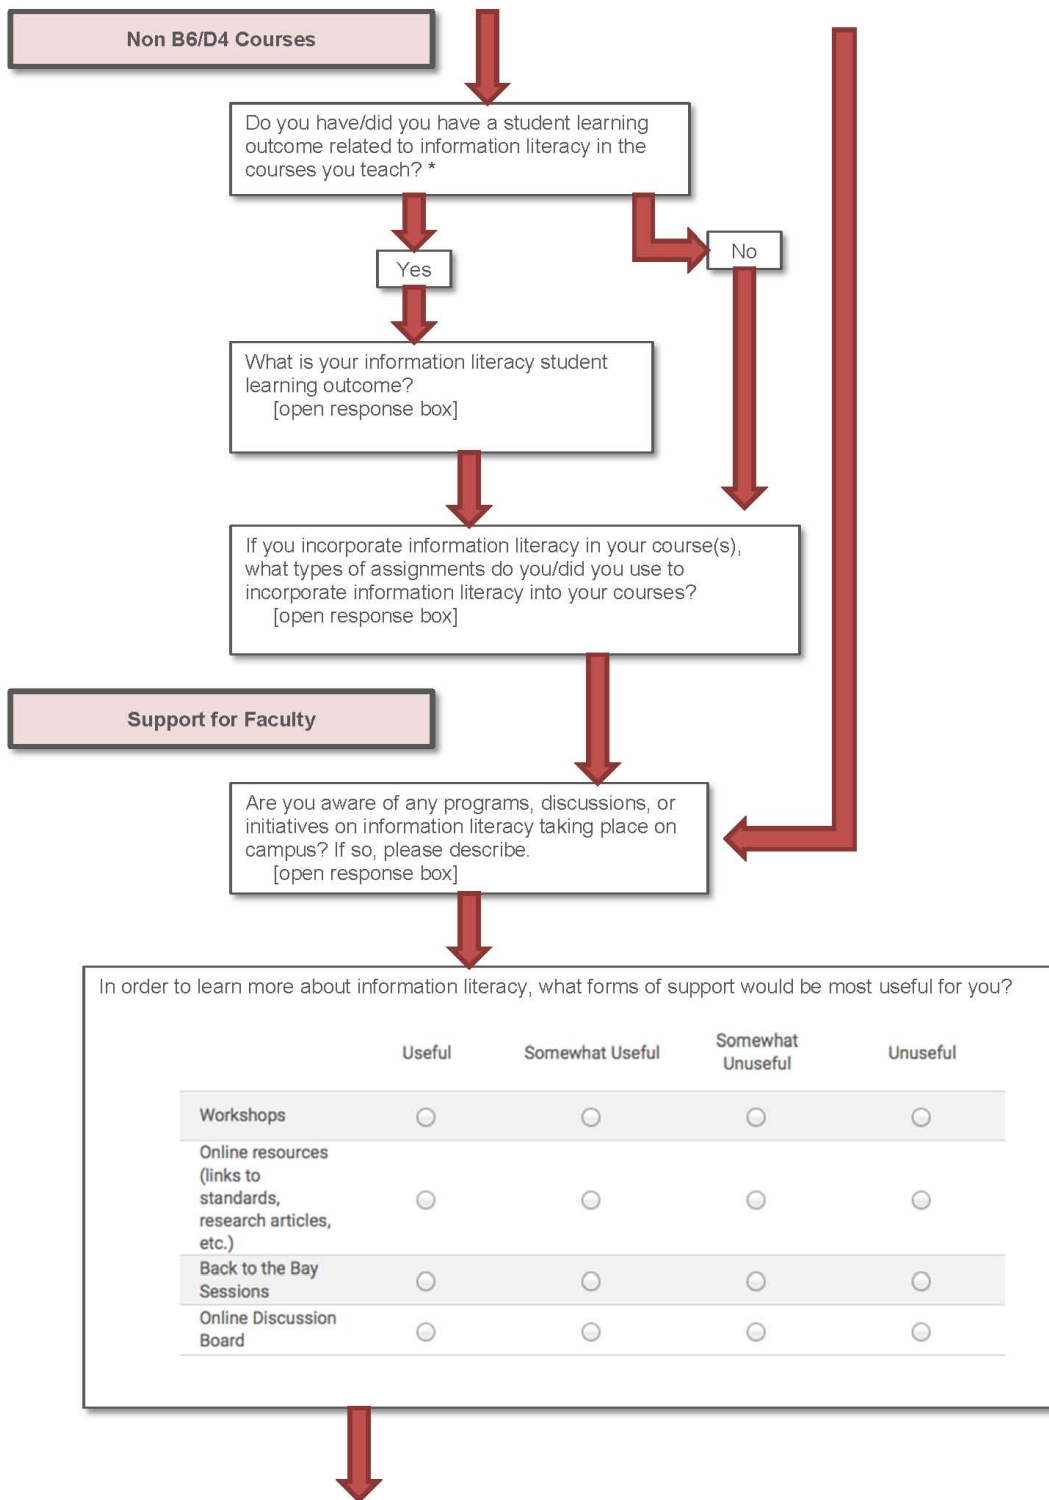 Non B6/D4 Courses
Do you have/did you have a student learning
outcome related to information literacy in the
courses you teach? *
Yes
No
What is your information literacy student
learning outcome?
[open response box]
If you incorporate information literacy in your course(s),
what types of assignments do you/did you use to
incorporate information literacy into your courses?
[open response box]
Support for Faculty
Are you aware of any programs, discussions, or
initiatives on information literacy taking place on
campus? If so, please describe.
[open response box]
In order to learn more about information literacy, what forms of support would be most useful for you?
Useful
Somewhat Useful
Somewhat
Unuseful
Unuseful
Workshops
Online resources
(links to
standards,
research articles,
etc.)
Back to the Bay
Sessions
Online Discussion
Board